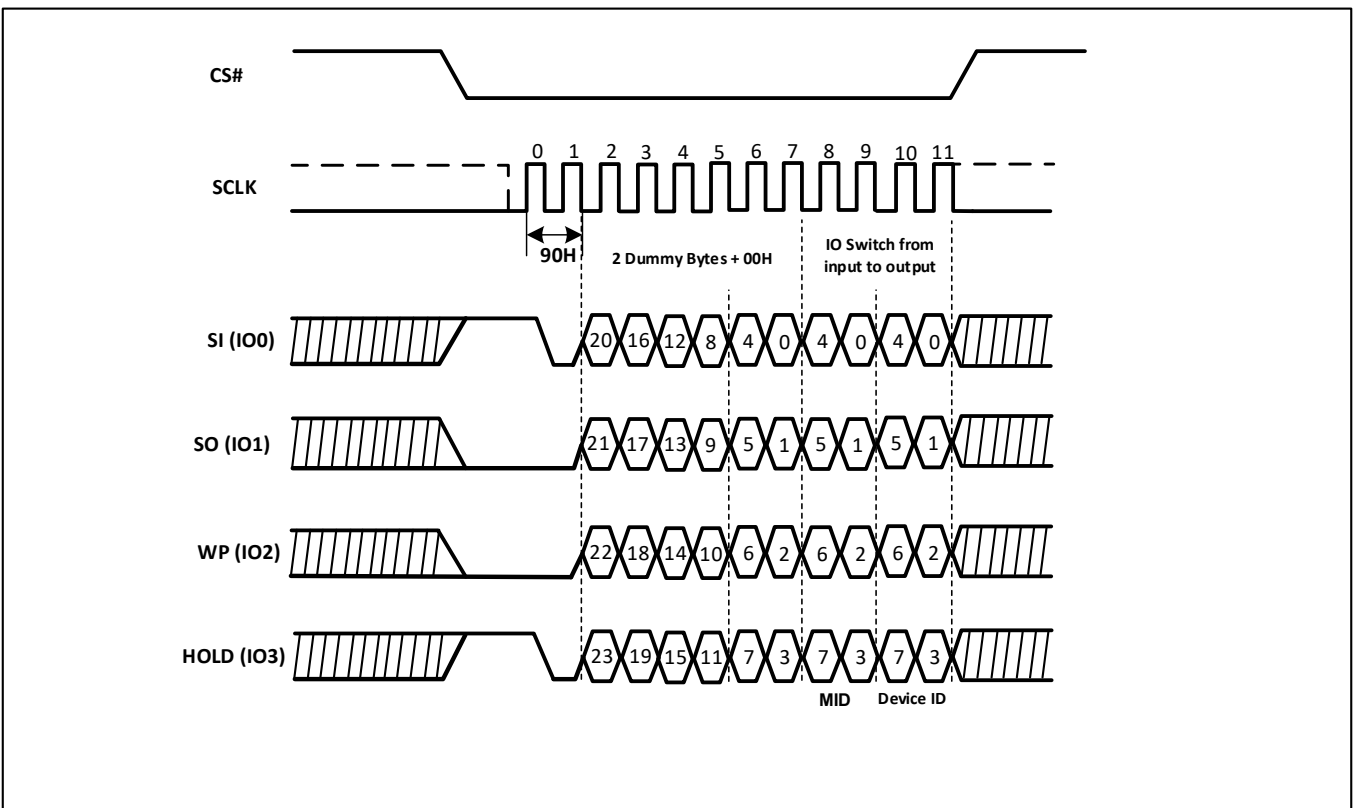 CS#
0 1 2 3 4 5 6 7 8 9 10 11
SCLK
90H
2 Dummy Bytes + 00H
IO Switch from
input to output
SI (IO0)
20 16 12 8 4 0 4 0 4 0
SO (IO1)
21 17 13 9 5 1 5 1 5 1
WP (IO2)
22 18 14 10 6 2 6 2 6 2
HOLD (IO3)
23 19 15 11 7 3 7 3 7 3
MID
Device ID